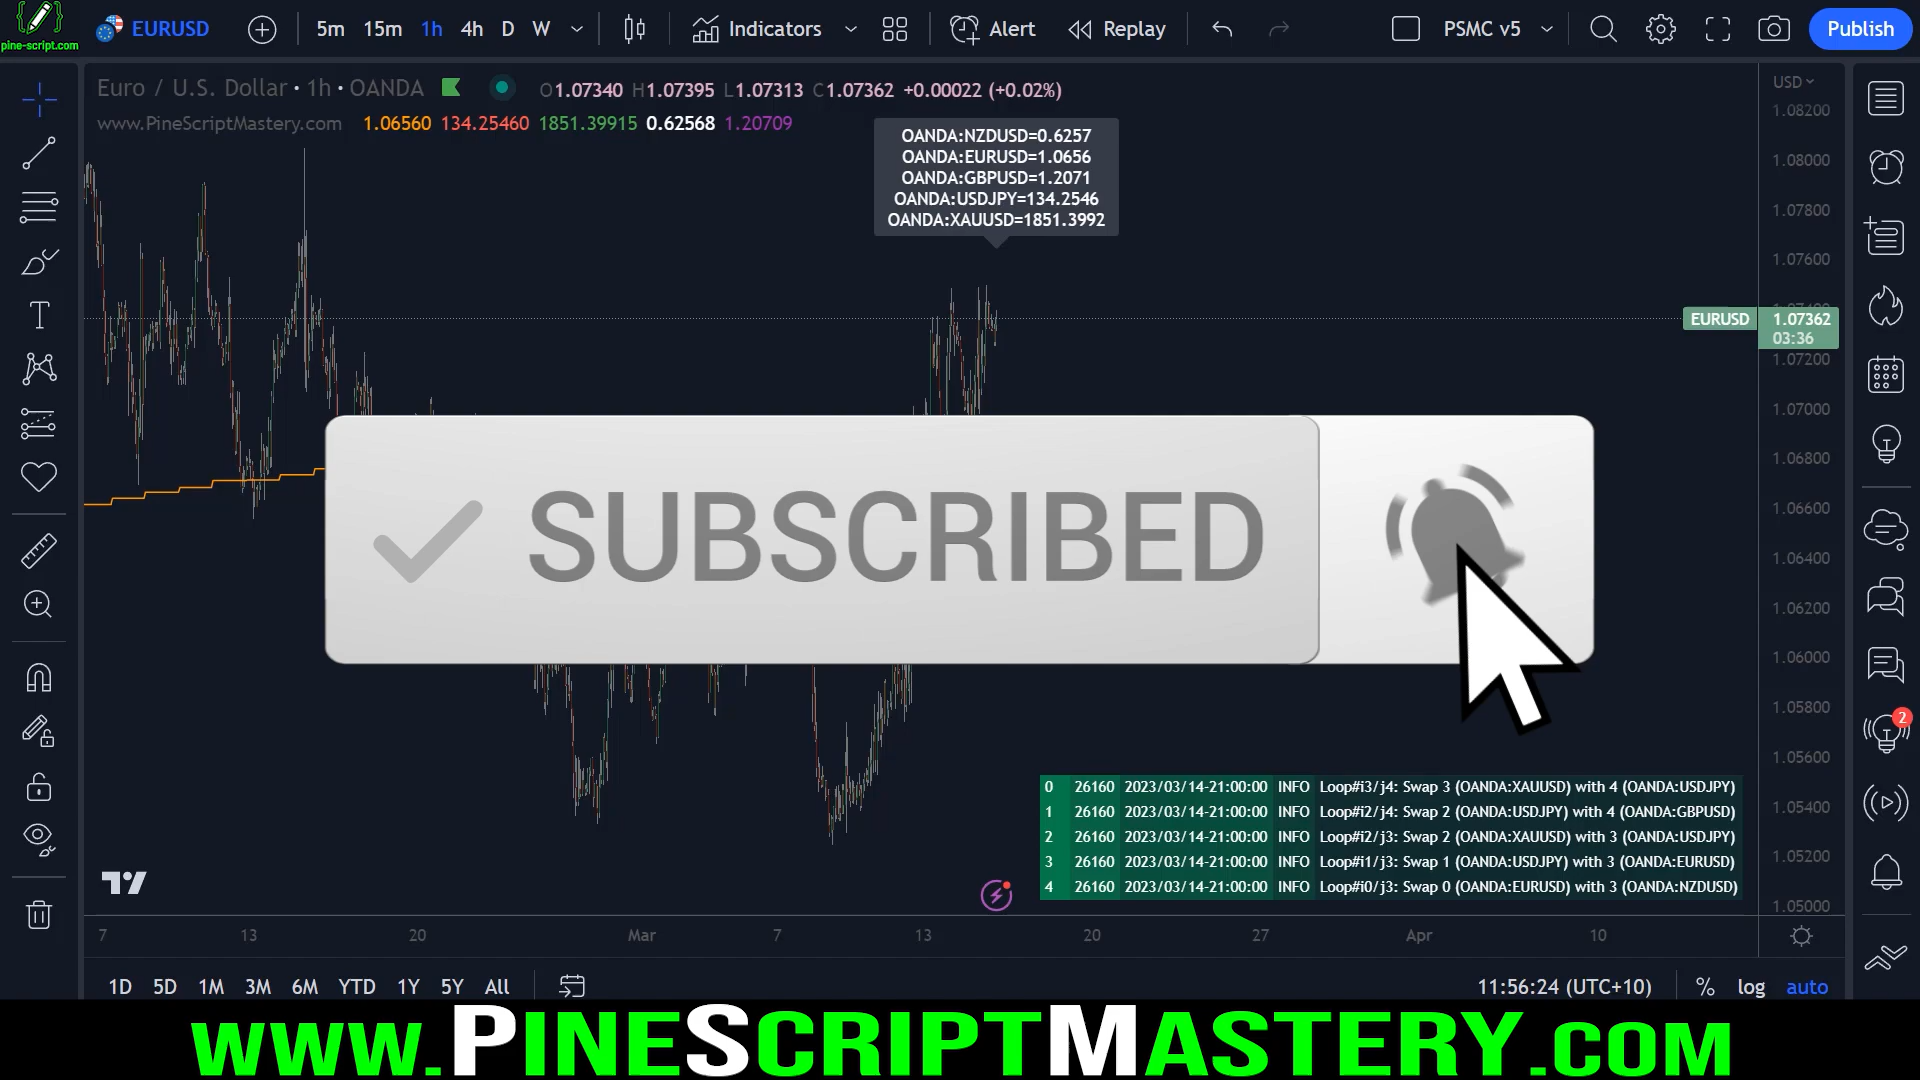 pine-script.com
EURUSD
5m 15m 1h 4h D W
Indicators
Alert
Replay
PSMC v5
Publish
Euro / U.S. Dollar · 1h · OANDA
O1.07340 H1.07395 L1.07313 C1.07362 +0.00022 (+0.02%)
www.PineScriptMastery.com 1.06560 134.25460 1851.39915 0.62568 1.20709
OANDA:NZDUSD=0.6257
OANDA:EURUSD=1.0656
OANDA:GBPUSD=1.2071
OANDA:USDJPY=134.2546
OANDA:XAUUSD=1851.3992
USD
1.08200
1.08000
1.07800
1.07600
EURUSD 1.07362
03:36
1.07200
1.07000
1.06800
1.06600
1.06400
1.06200
1.06000
1.05800
1.05600
1.05400
1.05200
1.05000
SUBSCRIBED
2
0 26160 2023/03/14-21:00:00 INFO Loop#i3/j4: Swap 3 (OANDA:XAUUSD) with 4 (OANDA:USDJPY)
1 26160 2023/03/14-21:00:00 INFO Loop#i2/j4: Swap 2 (OANDA:USDJPY) with 4 (OANDA:GBPUSD)
2 26160 2023/03/14-21:00:00 INFO Loop#i2/j3: Swap 2 (OANDA:XAUUSD) with 3 (OANDA:USDJPY)
3 26160 2023/03/14-21:00:00 INFO Loop#i1/j3: Swap 1 (OANDA:USDJPY) with 3 (OANDA:EURUSD)
4 26160 2023/03/14-21:00:00 INFO Loop#i0/j3: Swap 0 (OANDA:EURUSD) with 3 (OANDA:NZDUSD)
7 13 20 Mar 7 13 20 27 Apr 10
1D 5D 1M 3M 6M YTD 1Y 5Y All
11:56:24 (UTC+10) % log auto
WWW.PINESCRIPTMASTERY.COM